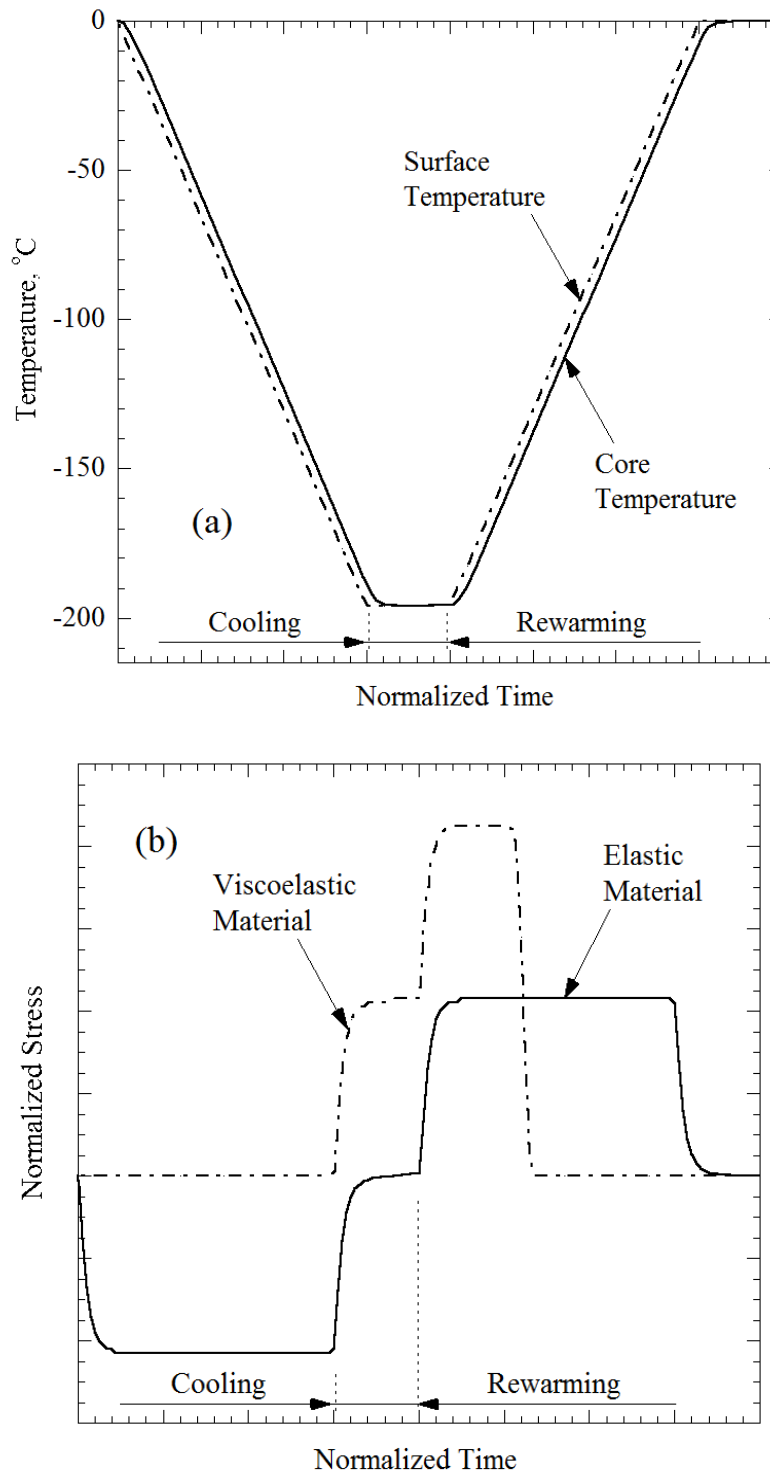 0
-50
-100
-150
-200
Temperature, °C
Surface
Temperature
Core
Temperature
(a)
Cooling
Rewarming
Normalized Time
(b)
Viscoelastic
Material
Elastic
Material
Normalized Stress
Cooling
Rewarming
Normalized Time